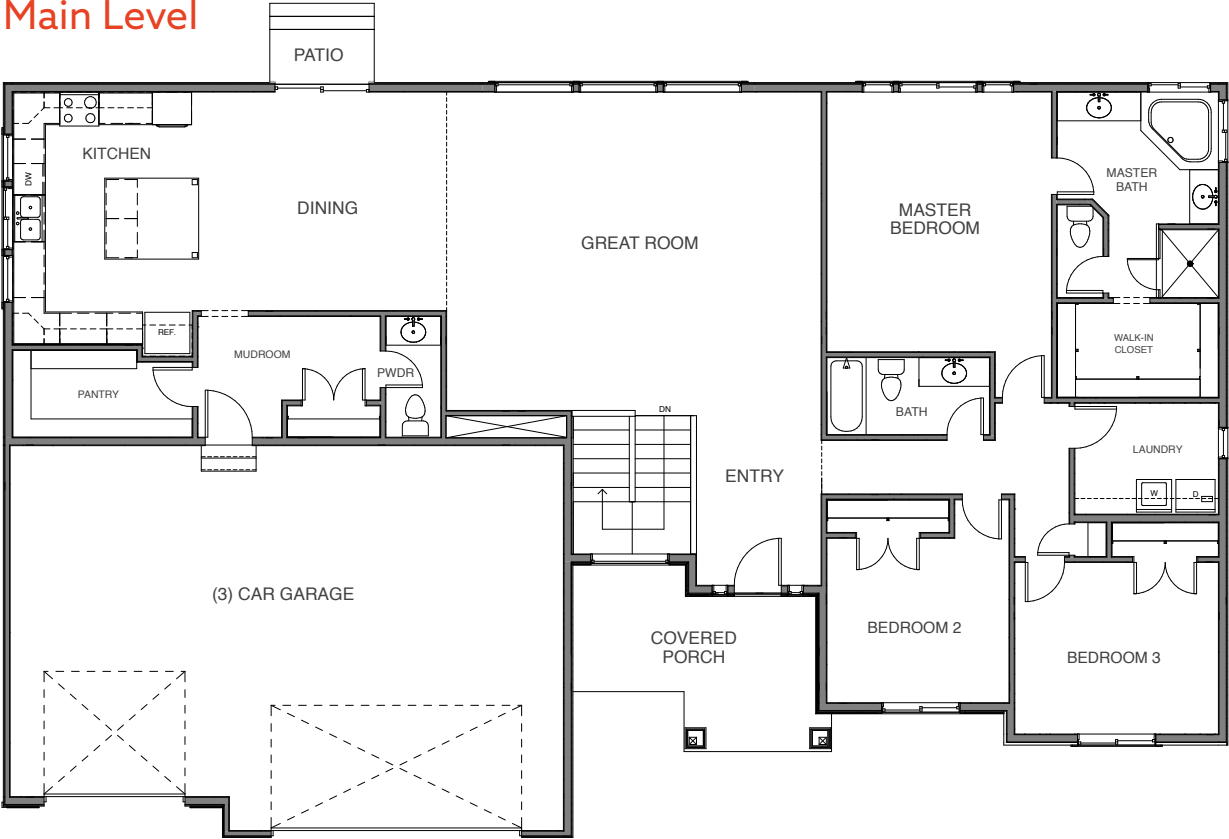 Main Level
PATIO
KITCHEN
DW
DINING
GREAT ROOM
MASTER
BEDROOM
MASTER
BATH
REF.
MUDROOM
PWDR
PANTRY
WALK-IN
CLOSET
BATH
DN
ENTRY
LAUNDRY
W
D
(3) CAR GARAGE
COVERED
PORCH
BEDROOM 2
BEDROOM 3